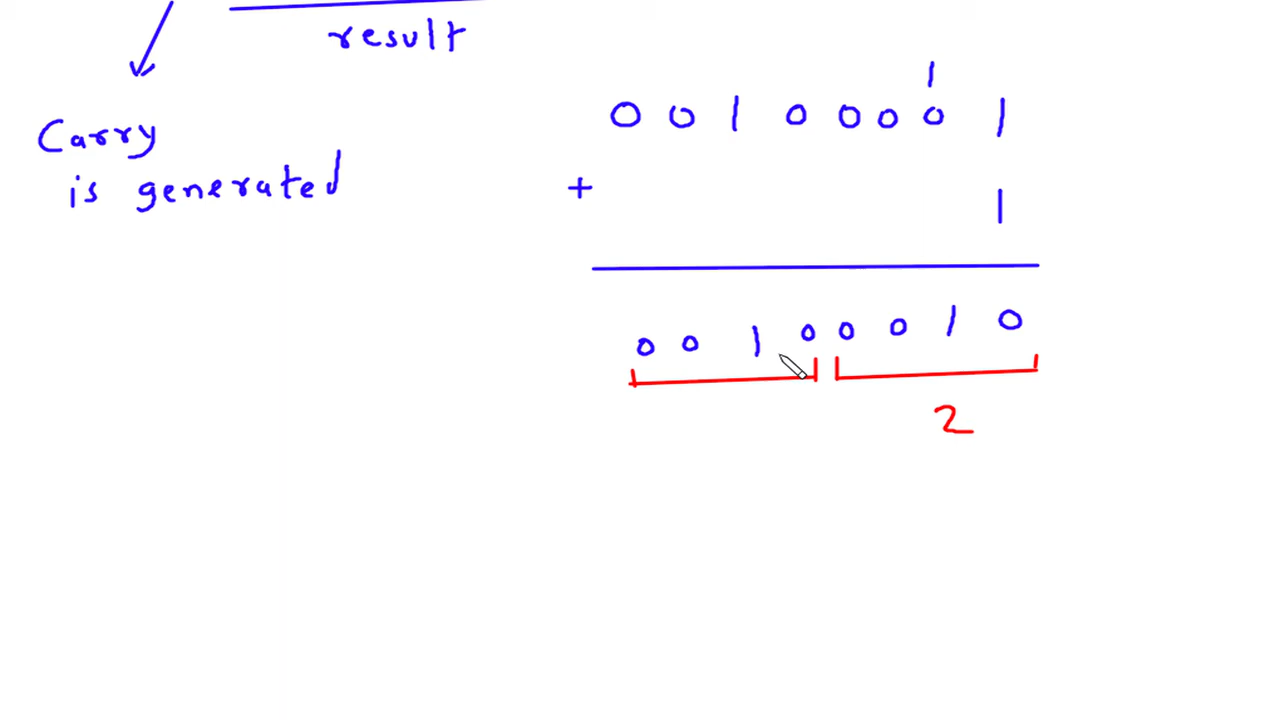 result
Carry
is generated
1
0 0 1 0 0 0 0 1
+ 1
0 0 1 0 0 0 1 0
2